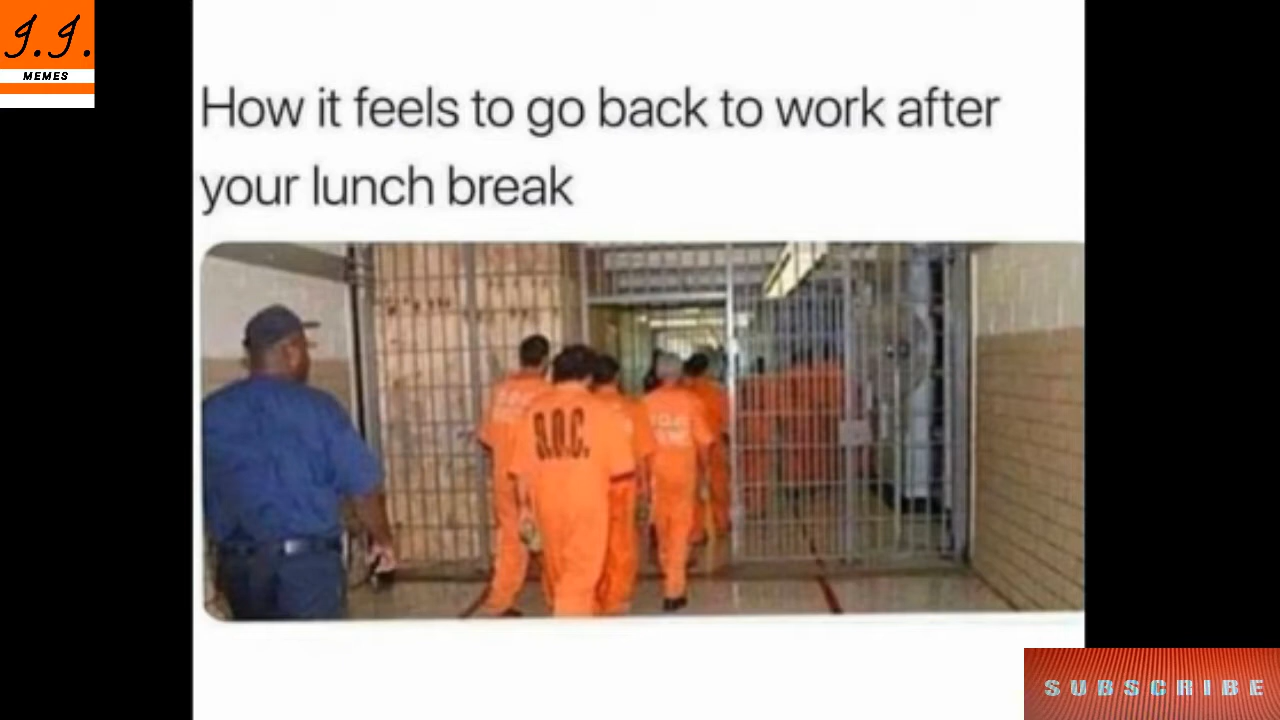 J.J.
MEMES
How it feels to go back to work after
your lunch break
SUBSCRIBE